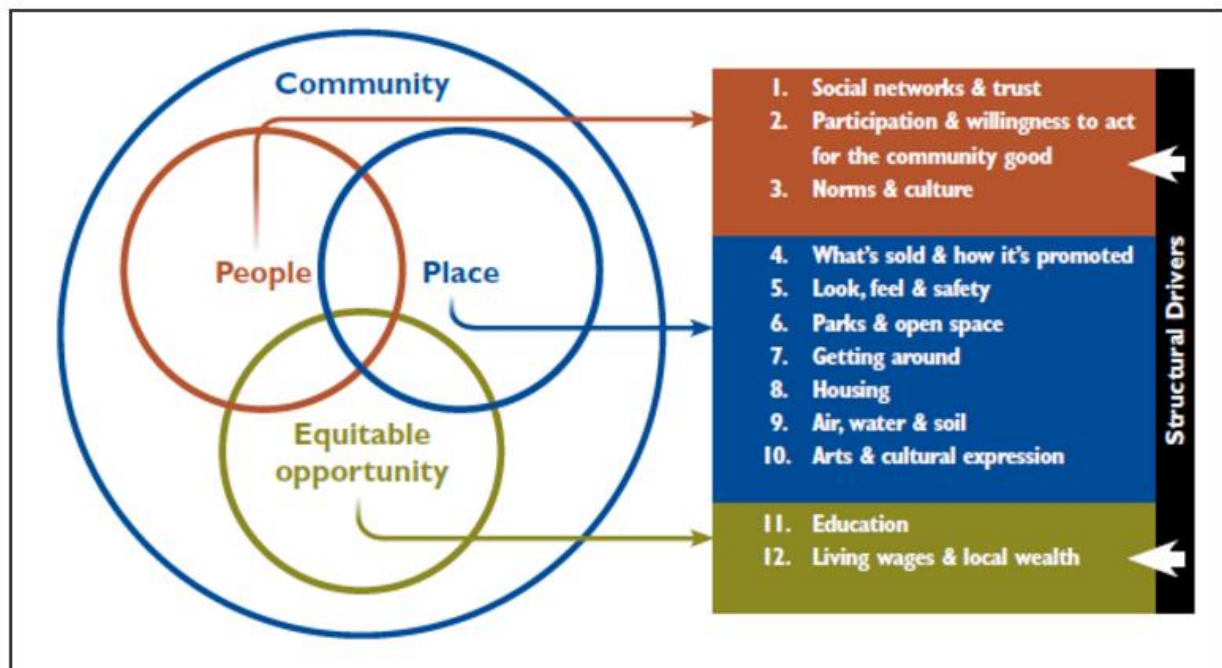 Community
People
Place
Equitable
opportunity
1. Social networks & trust
2. Participation & willingness to act
for the community good
3. Norms & culture
4. What's sold & how it's promoted
5. Look, feel & safety
6. Parks & open space
7. Getting around
8. Housing
9. Air, water & soil
10. Arts & cultural expression
11. Education
12. Living wages & local wealth
Structural Drivers